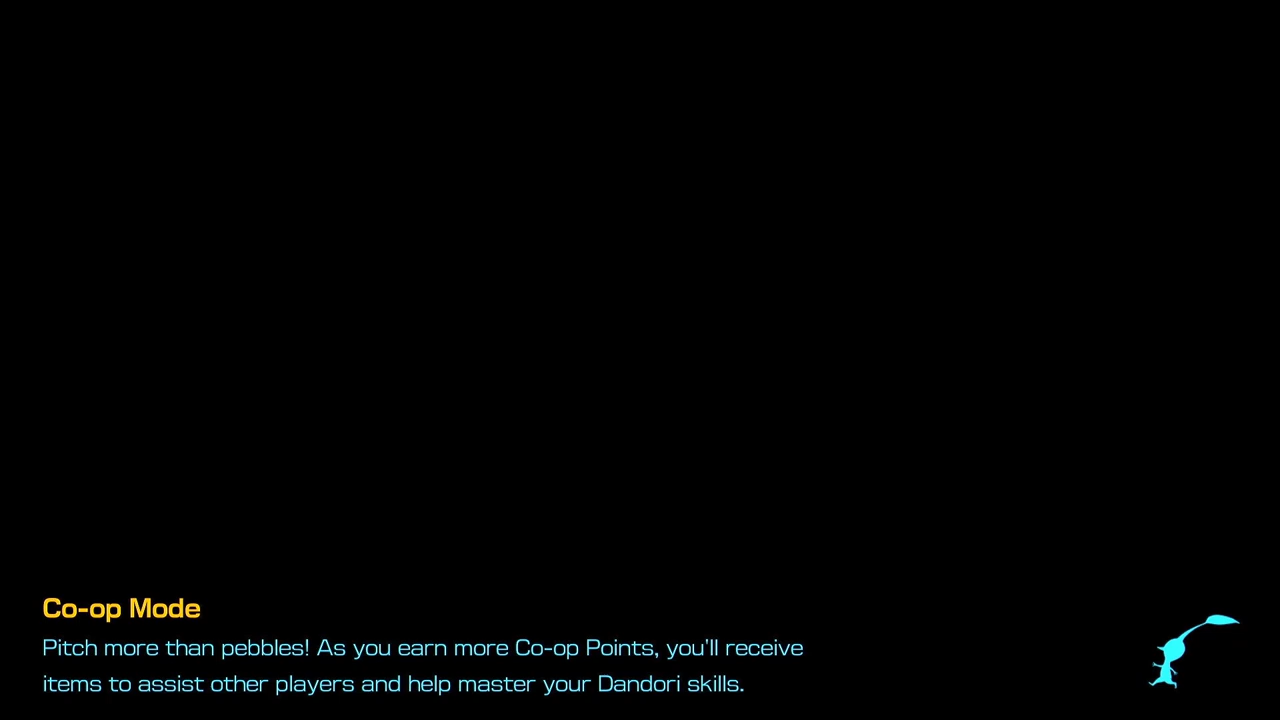 Co-op Mode
Pitch more than pebbles! As you earn more Co-op Points, you'll receive
items to assist other players and help master your Dandori skills.